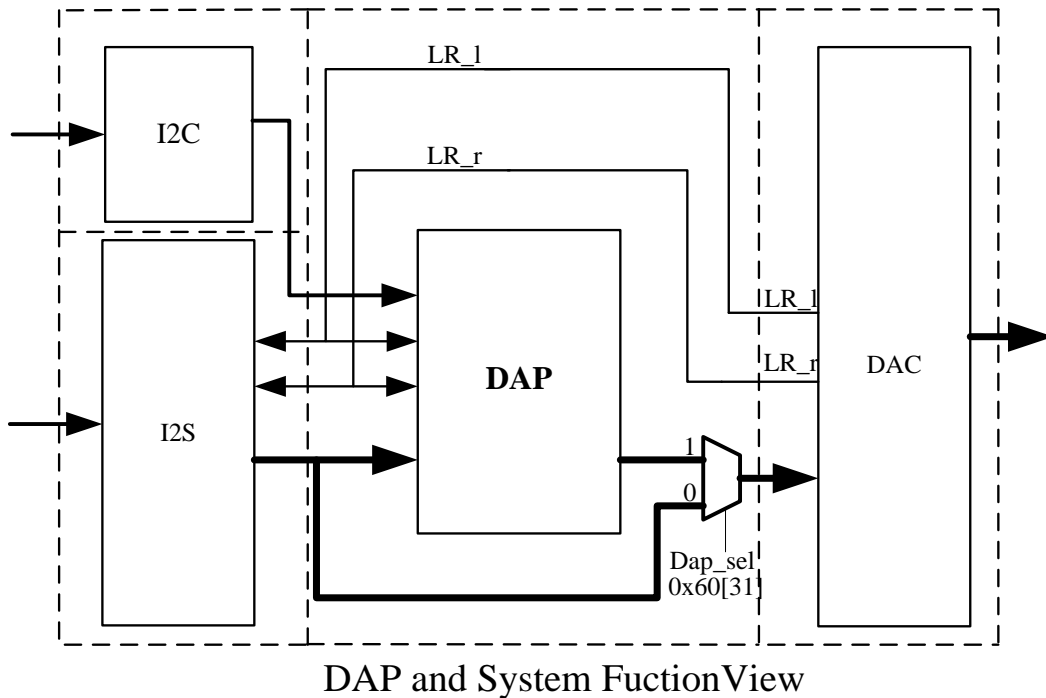 LR_l
I2C
LR_r
LR_l
LR_r
DAP
DAC
I2S
1
0
Dap_sel
0x60[31]
DAP and System FuctionView